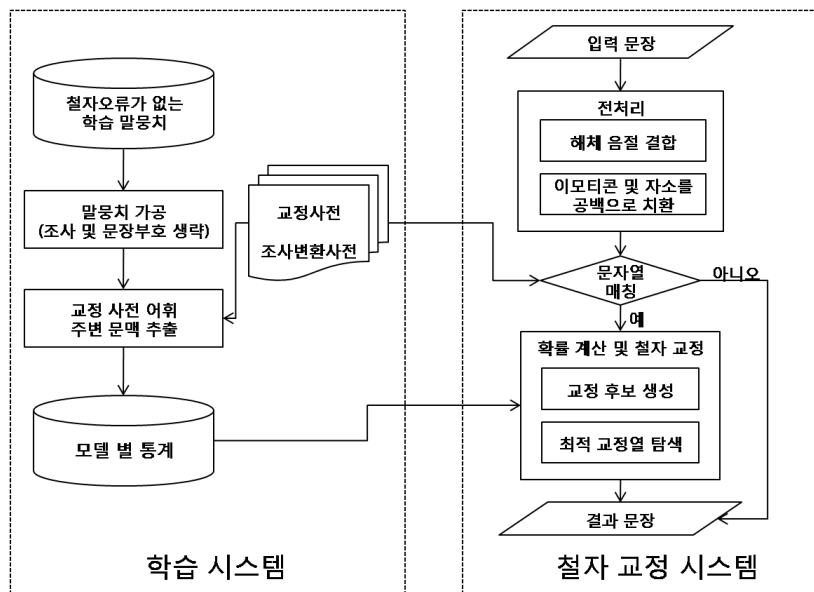 철자오류가 없는
학습 말뭉치
말뭉치 가공
(조사 및 문장부호 생략)
교정 사전 어휘
주변 문맥 추출
모델 별 통계
학습 시스템
교정사전
조사변환사전
입력 문장
전처리
해체 음절 결합
이모티콘 및 자소를
공백으로 치환
문자열
매칭
아니오
예
확률 계산 및 철자 교정
교정 후보 생성
최적 교정열 탐색
결과 문장
철자 교정 시스템